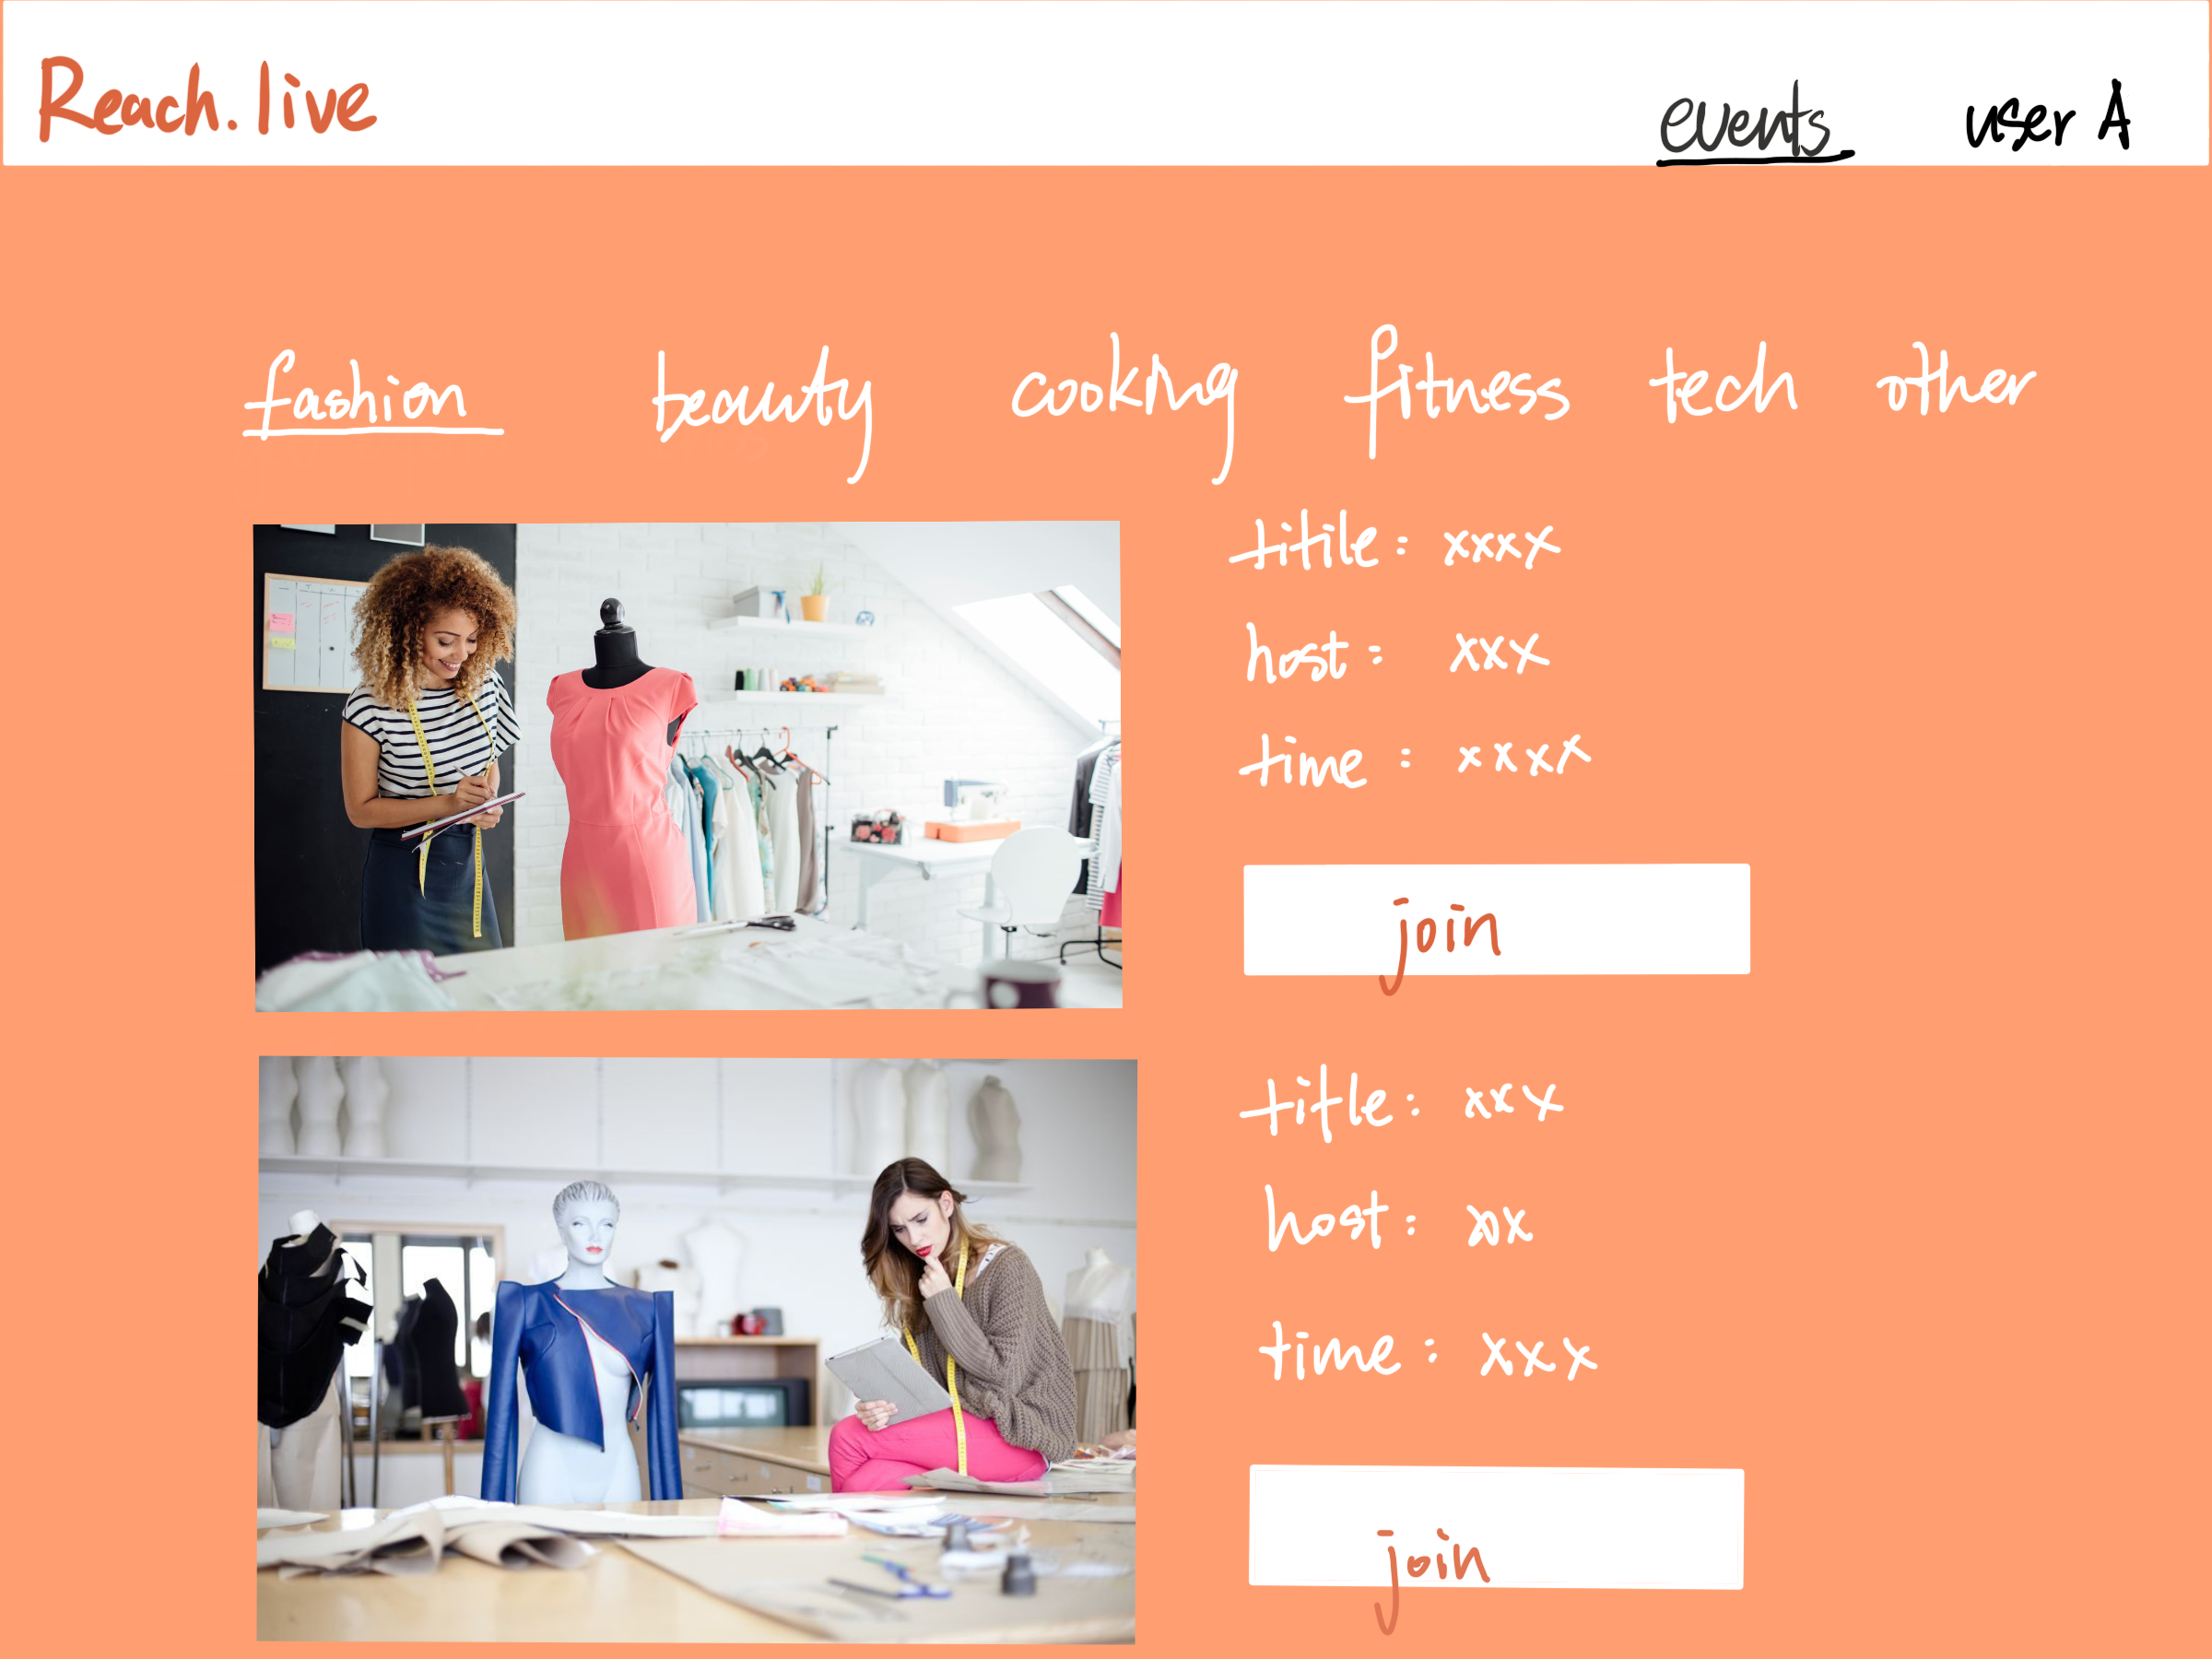 Reach.live
events user A
fashion beauty cooking fitness tech other
titile: xxxx
host: xxx
time: xxxx
join
title: xxx
host: xx
time: xxx
join